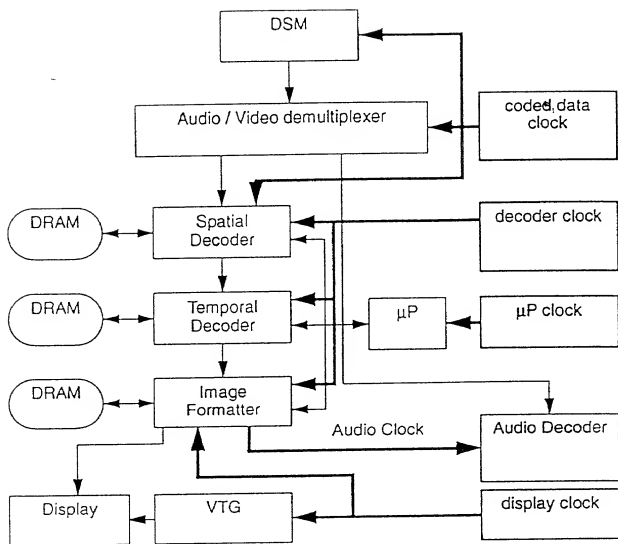 DSM
Audio / Video demultiplexer
coded data
clock
DRAM
Spatial
Decoder
decoder clock
DRAM
Temporal
Decoder
µP
µP clock
DRAM
Image
Formatter
Audio Clock
Audio Decoder
Display
VTG
display clock